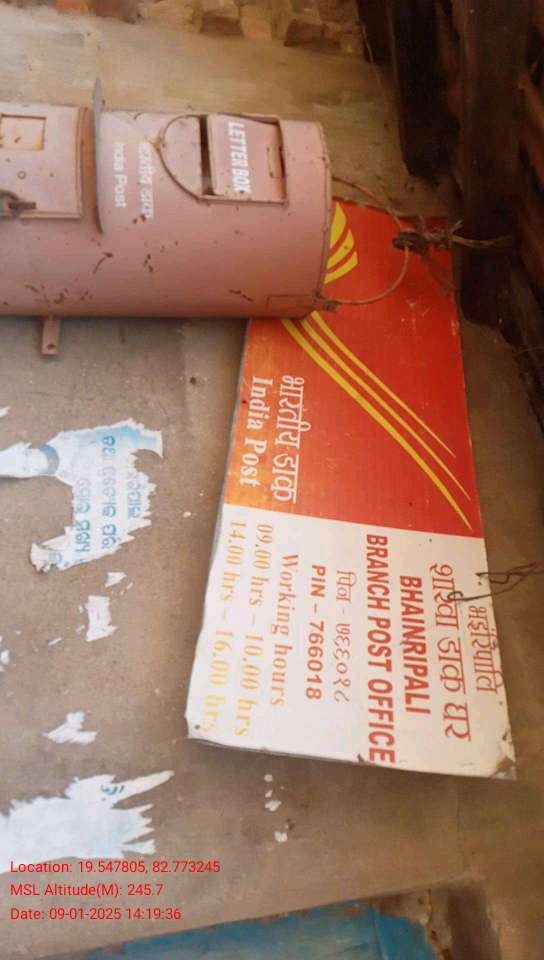 LETTER BOX
भारतीय डाक
India Post
भारतीय डाक
India Post
शाखा डाक घर
BHAINRIPALI
BRANCH POST OFFICE
पिन - ७६६०१८
PIN – 766018
Working hours
09.00 hrs – 10.00 hrs
14.00 hrs – 16.00 hrs
Location: 19.547805, 82.773245
MSL Altitude(M): 245.7
Date: 09-01-2025 14:19:36